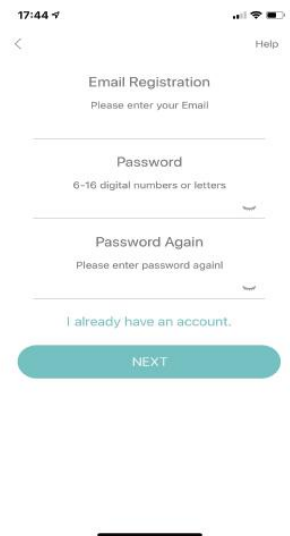 17:44
Help
Email Registration
Please enter your Email
Password
6-16 digital numbers or letters
Password Again
Please enter password again!
I already have an account.
NEXT